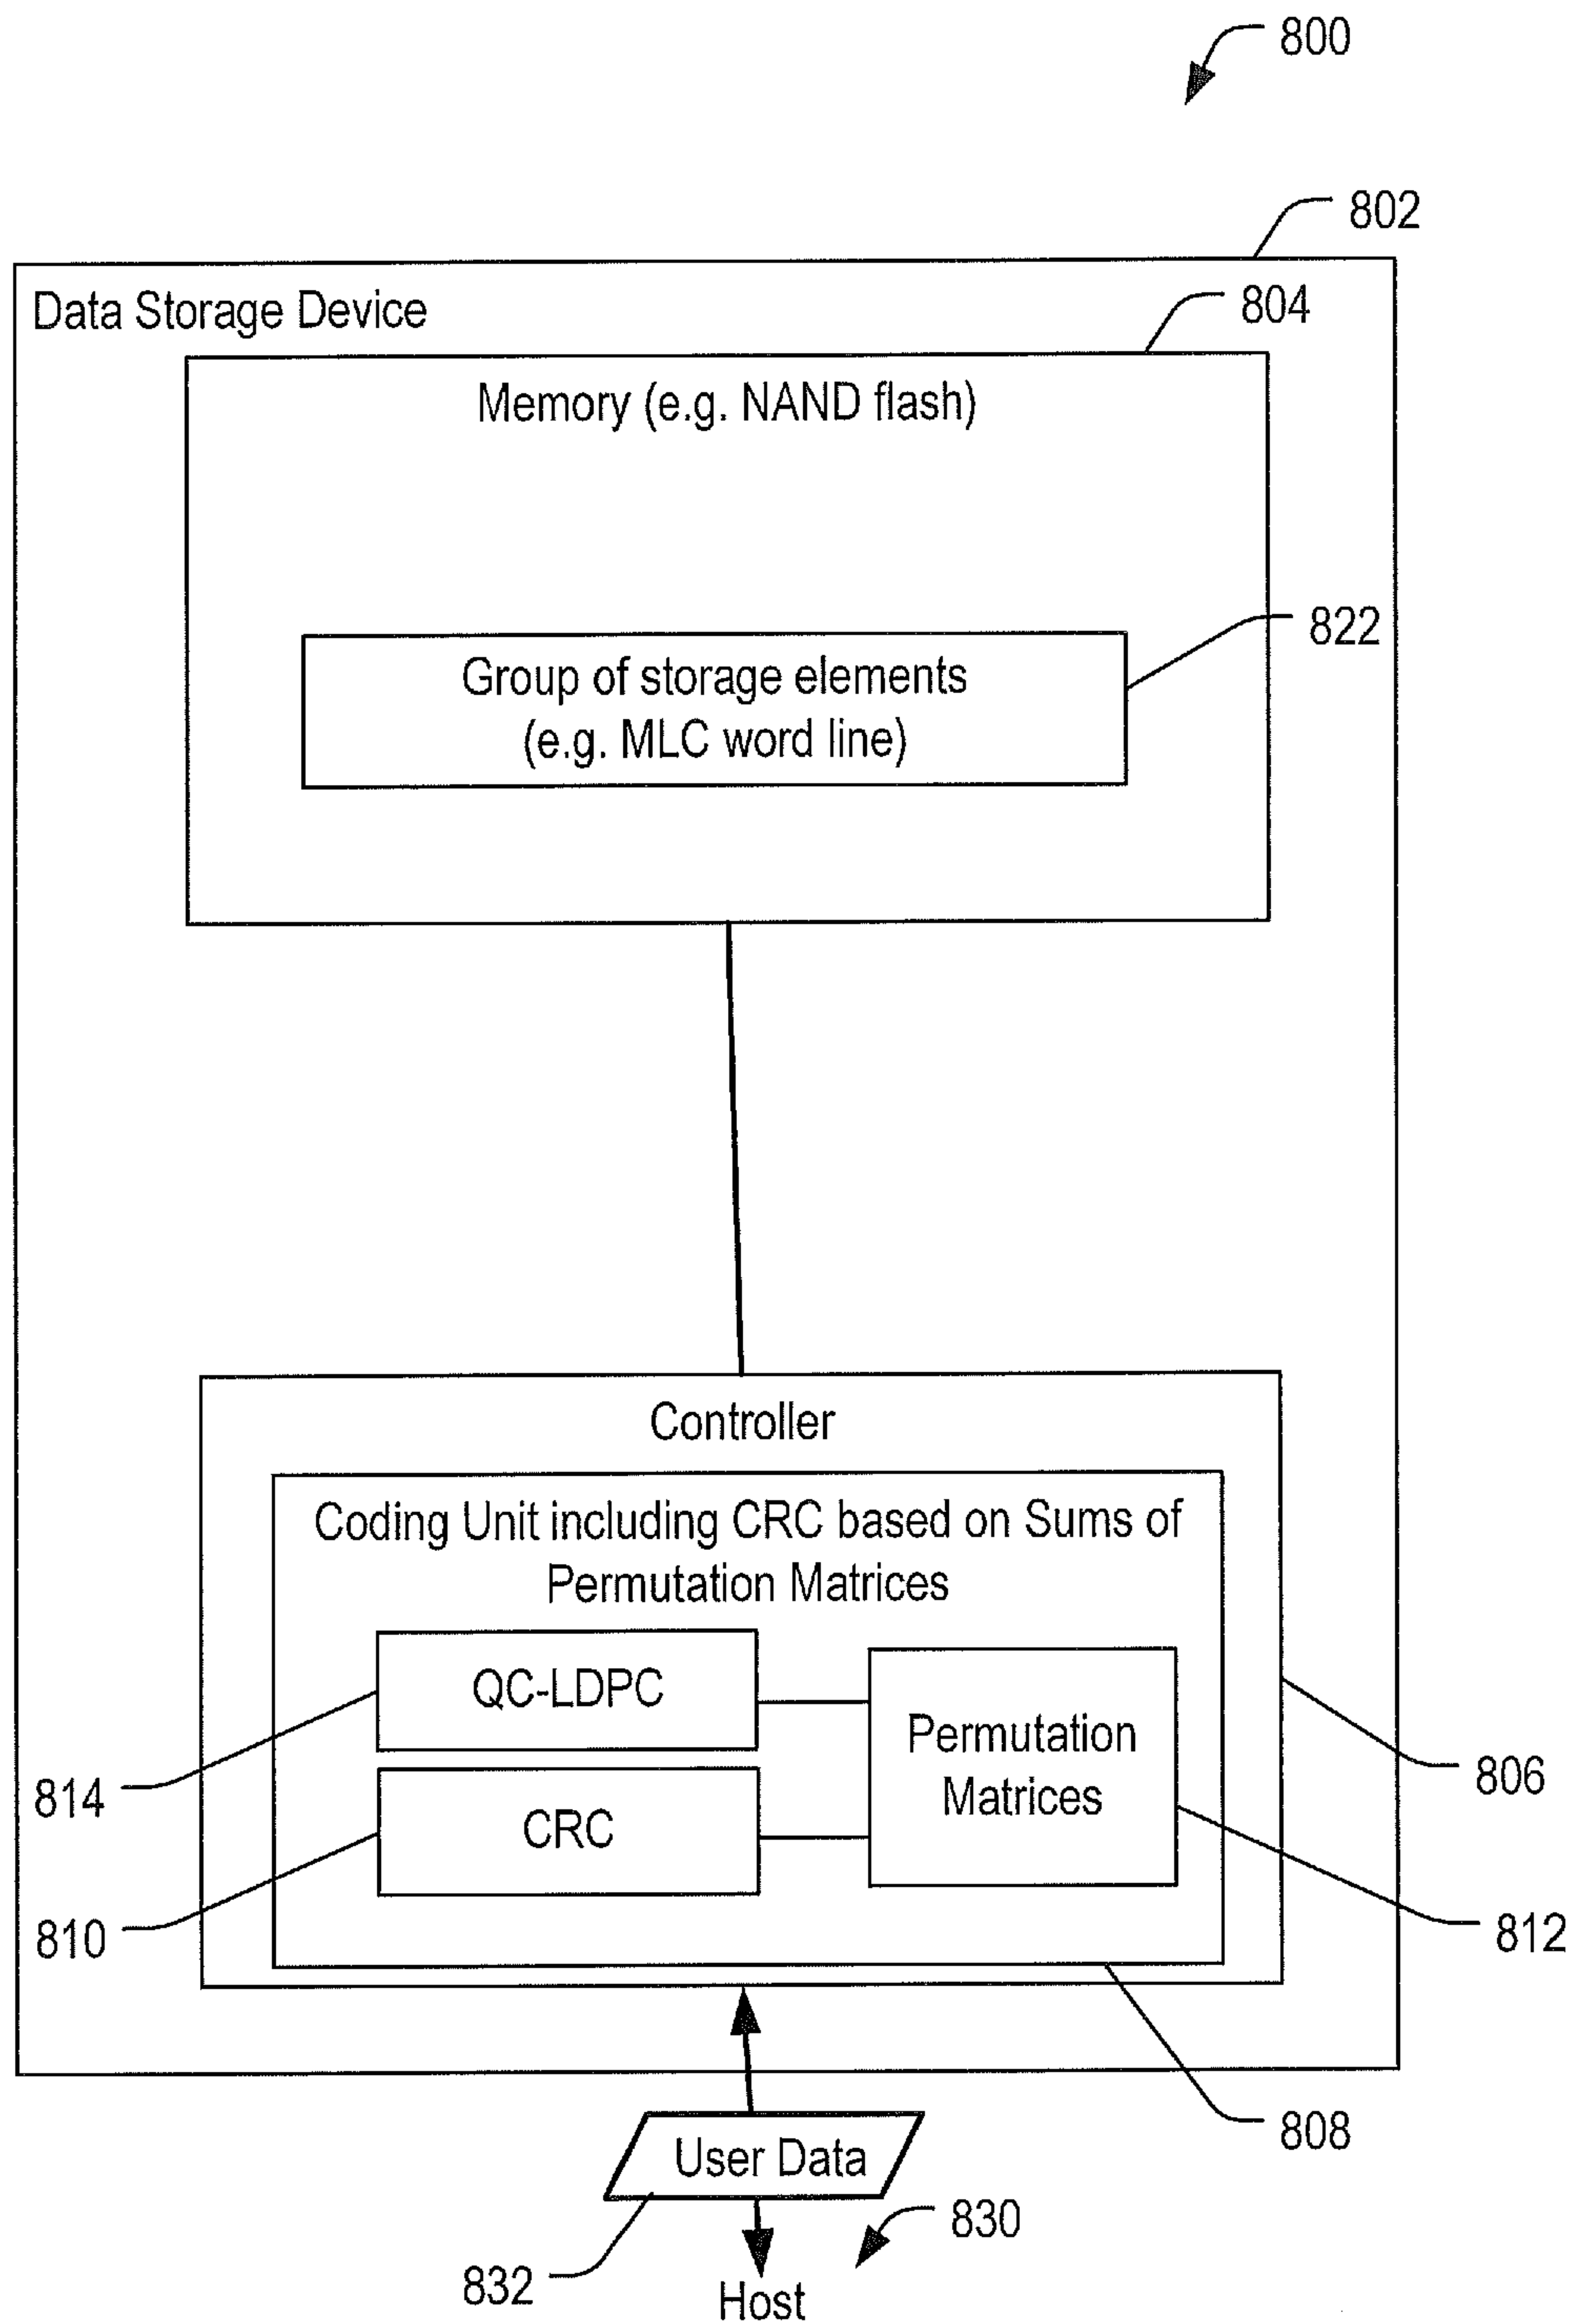 800
802
Data Storage Device
804
Memory (e.g. NAND flash)
822
Group of storage elements
(e.g. MLC word line)
Controller
Coding Unit including CRC based on Sums of
Permutation Matrices
QC-LDPC
Permutation
Matrices
814
806
CRC
810
812
808
User Data
830
832
Host